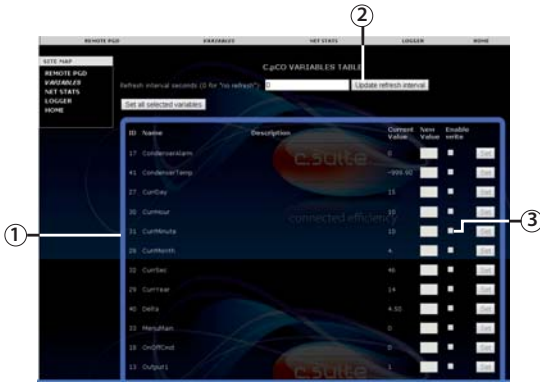 2
REMOTE PGD VARIABLES NET STATS LOGGER HOME
SITE MAP
REMOTE PGD
VARIABLES
NET STATS
LOGGER
HOME
C.pCO VARIABLES TABLE
Refresh interval seconds (0 for "no refresh"): 0 Update refresh interval
Set all selected variables
ID Name Description Current Value New Value Enable write
17 CondenserAlarm 0 Set
41 CondenserTemp -999.90 Set
27 CurrDay 15 Set
30 CurrHour Set
31 CurrMinute 10 Set
28 CurrMonth 4 Set
32 CurrSec 46 Set
29 CurrYear 14 Set
40 Delta 4.50 Set
33 MenuMain 0 Set
18 OnOffCmd 0 Set
13 Output1 1 Set
c.suite
connected efficiency
c.suite
1
3